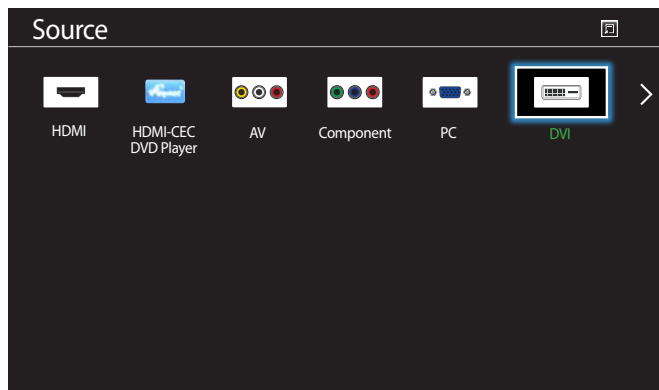 Source
HDMI
HDMI-CEC
DVD Player
AV
Component
PC
DVI